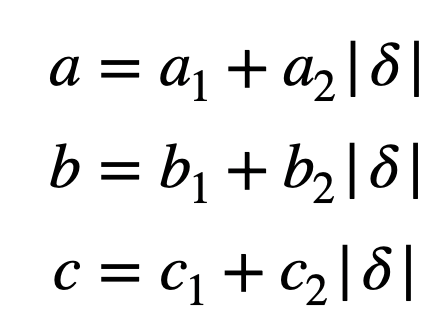 a = a₁ + a₂|δ|
b = b₁ + b₂|δ|
c = c₁ + c₂|δ|